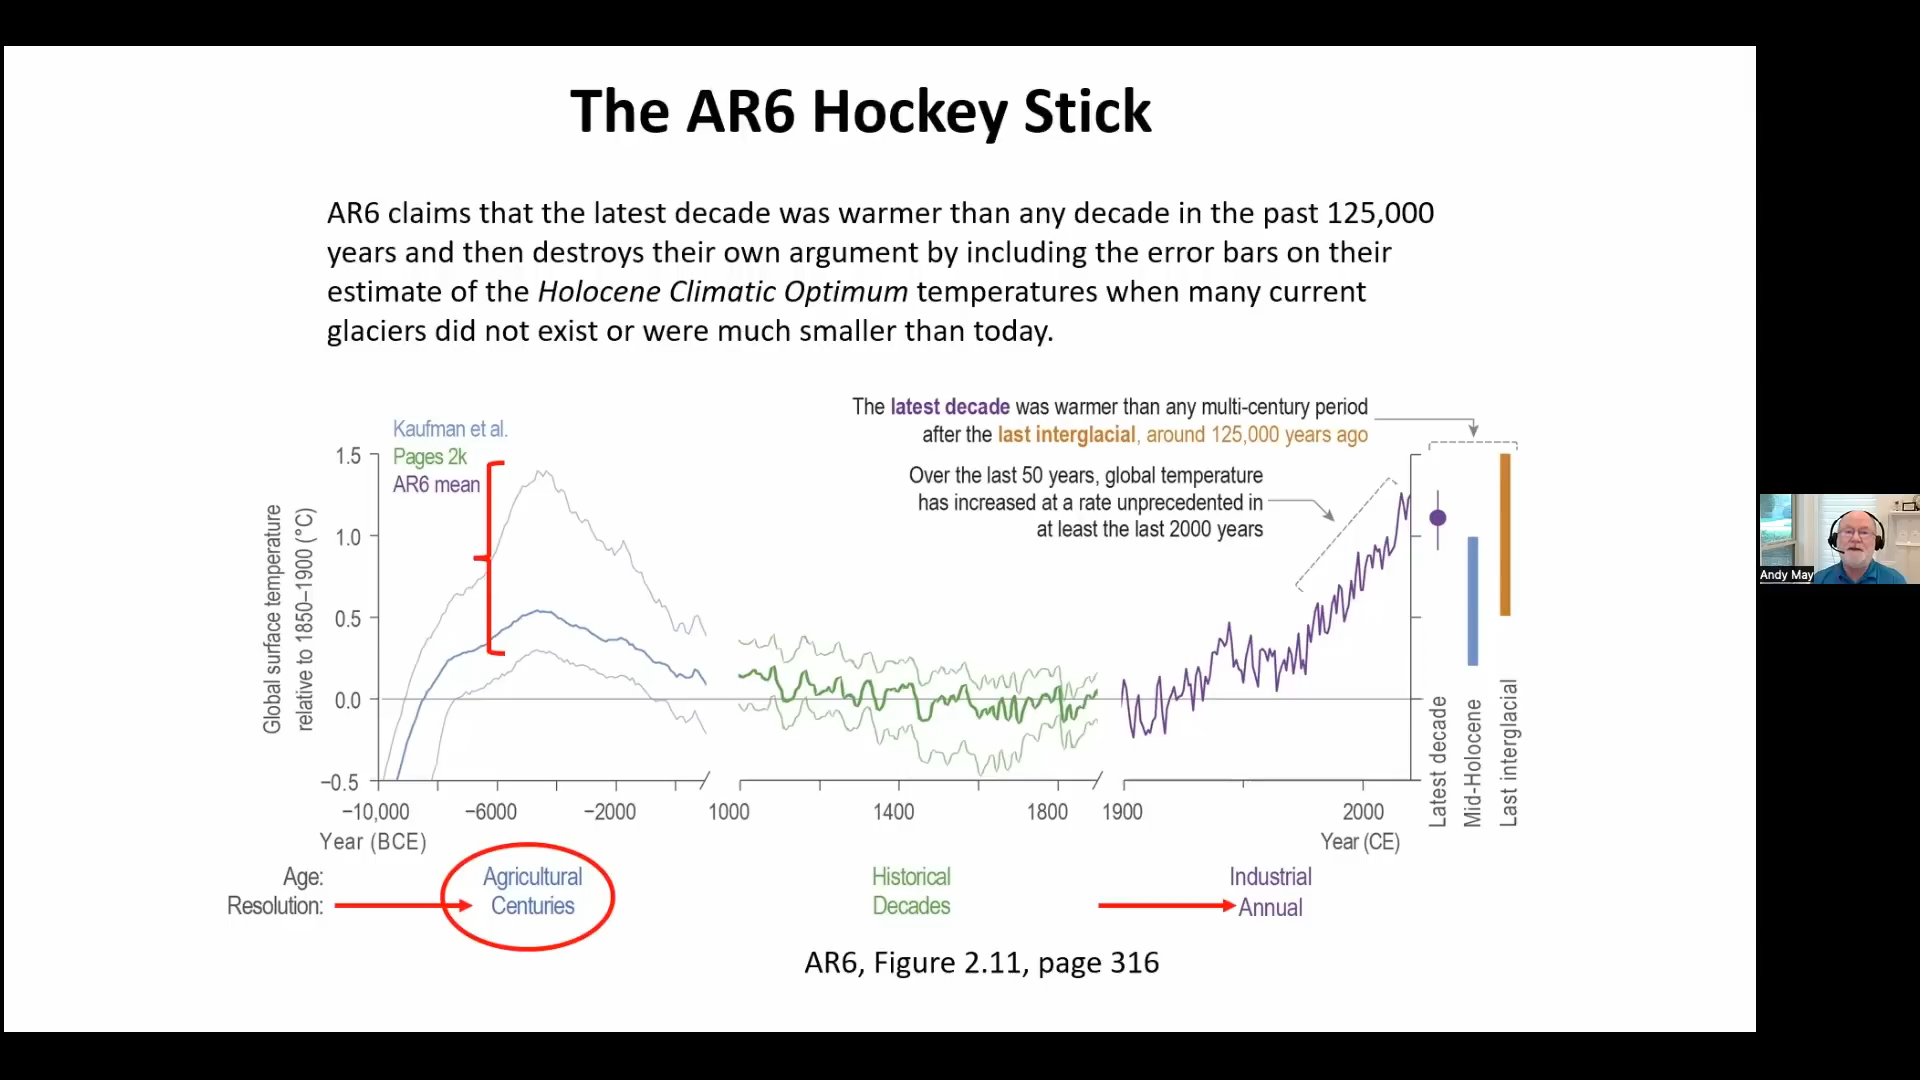 The AR6 Hockey Stick
AR6 claims that the latest decade was warmer than any decade in the past 125,000
years and then destroys their own argument by including the error bars on their
estimate of the Holocene Climatic Optimum temperatures when many current
glaciers did not exist or were much smaller than today.
Kaufman et al.
Pages 2k
AR6 mean
The latest decade was warmer than any multi-century period
after the last interglacial, around 125,000 years ago
Over the last 50 years, global temperature
has increased at a rate unprecedented in
at least the last 2000 years
Global surface temperature
relative to 1850–1900 (°C)
1.5
1.0
0.5
0.0
−0.5
−10,000 −6000 −2000 1000 1400 1800 1900 2000
Year (BCE) Year (CE)
Latest decade
Mid-Holocene
Last interglacial
Age: Agricultural Historical Industrial
Resolution: Centuries Decades Annual
AR6, Figure 2.11, page 316
Andy May